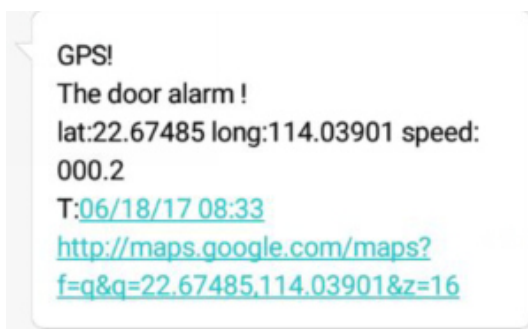 GPS!
The door alarm !
lat:22.67485 long:114.03901 speed:
000.2
T:06/18/17 08:33
http://maps.google.com/maps?
f=q&q=22.67485,114.03901&z=16